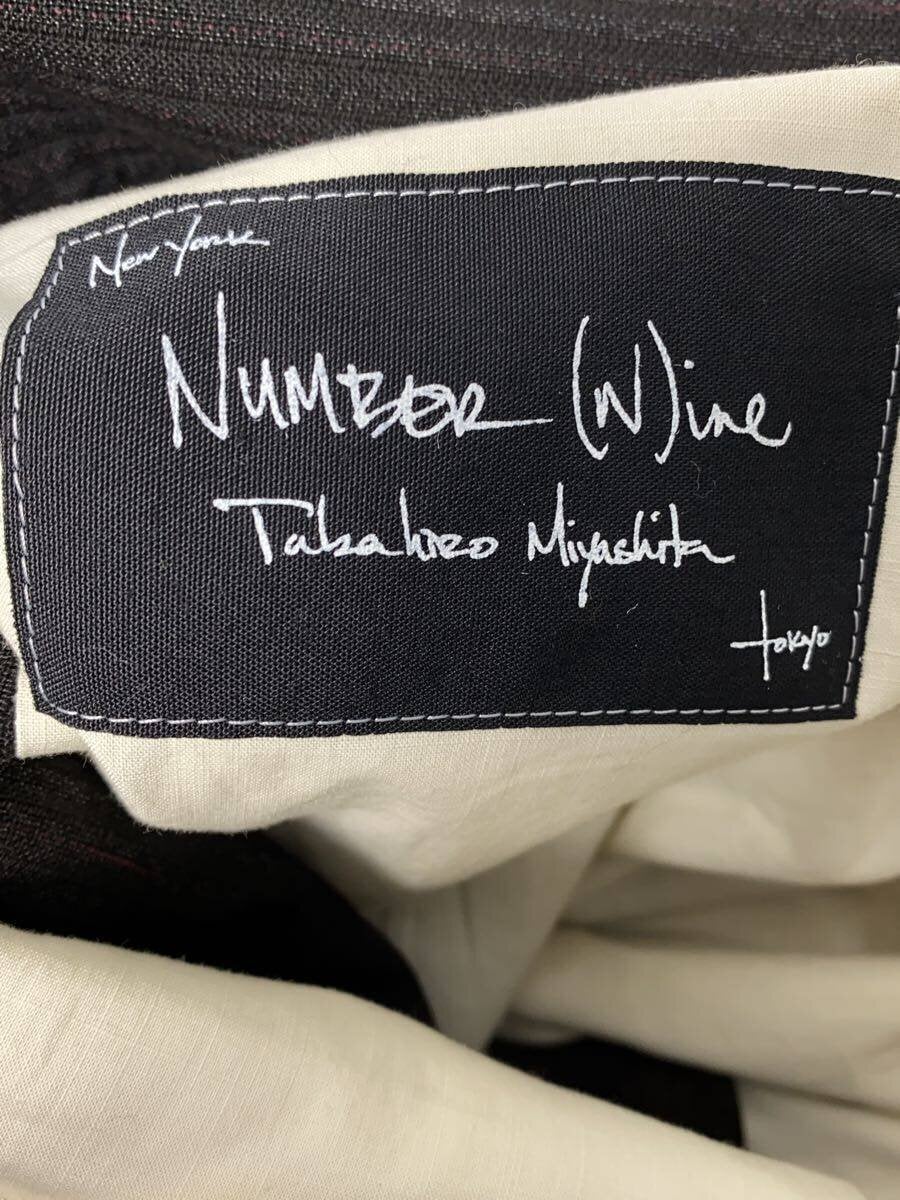 New York
NUMBER (N)ine
Takahiro Miyashita
tokyo